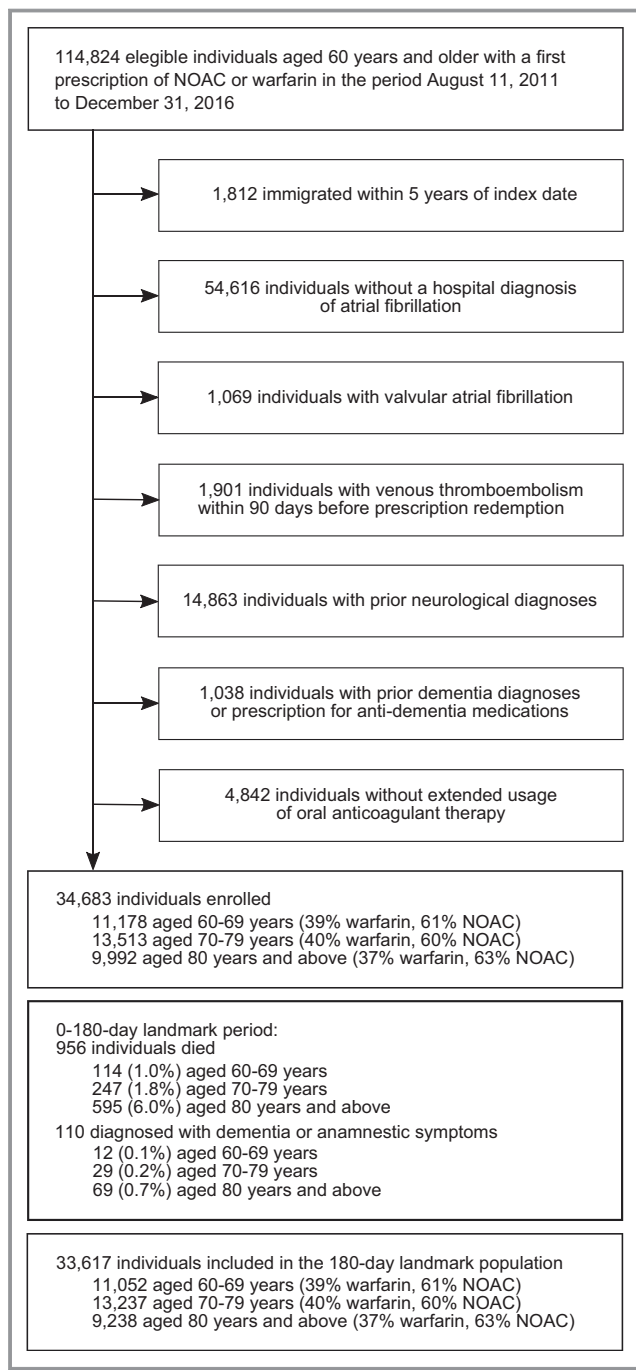 114,824 elegible individuals aged 60 years and older with a first
prescription of NOAC or warfarin in the period August 11, 2011
to December 31, 2016
1,812 immigrated within 5 years of index date
54,616 individuals without a hospital diagnosis
of atrial fibrillation
1,069 individuals with valvular atrial fibrillation
1,901 individuals with venous thromboembolism
within 90 days before prescription redemption
14,863 individuals with prior neurological diagnoses
1,038 individuals with prior dementia diagnoses
or prescription for anti-dementia medications
4,842 individuals without extended usage
of oral anticoagulant therapy
34,683 individuals enrolled
11,178 aged 60-69 years (39% warfarin, 61% NOAC)
13,513 aged 70-79 years (40% warfarin, 60% NOAC)
9,992 aged 80 years and above (37% warfarin, 63% NOAC)
0-180-day landmark period:
956 individuals died
114 (1.0%) aged 60-69 years
247 (1.8%) aged 70-79 years
595 (6.0%) aged 80 years and above
110 diagnosed with dementia or anamnestic symptoms
12 (0.1%) aged 60-69 years
29 (0.2%) aged 70-79 years
69 (0.7%) aged 80 years and above
33,617 individuals included in the 180-day landmark population
11,052 aged 60-69 years (39% warfarin, 61% NOAC)
13,237 aged 70-79 years (40% warfarin, 60% NOAC)
9,238 aged 80 years and above (37% warfarin, 63% NOAC)